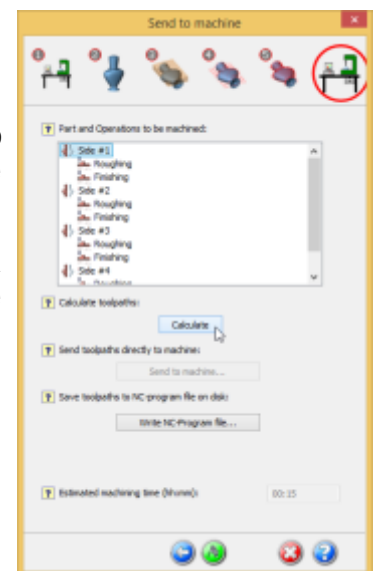 Send to machine
Part and Operations to be machined:
Side #1
Roughing
Finishing
Side #2
Roughing
Finishing
Side #3
Roughing
Finishing
Side #4
Roughing
Calculate toolpaths:
Calculate
Send toolpaths directly to machine:
Send to machine...
Save toolpaths to NC-program file on disk:
Write NC-Program file...
Estimated machining time (hh:mm):
00:15